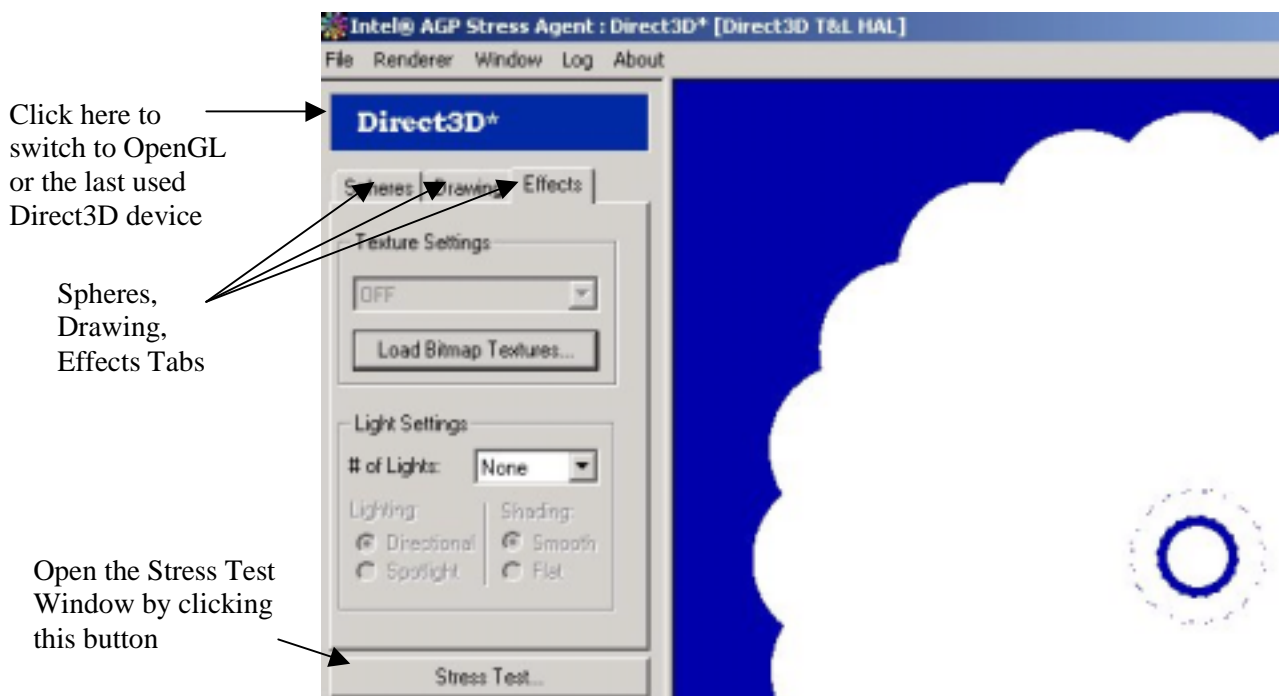 Intel® AGP Stress Agent : Direct3D* [Direct3D T&L HAL]
File Renderer Window Log About
Click here to
switch to OpenGL
or the last used
Direct3D device
Direct3D*
Spheres Drawing Effects
Spheres,
Drawing,
Effects Tabs
Texture Settings
OFF
Load Bitmap Textures...
Light Settings
# of Lights: None
Lighting: Shading:
Directional Smooth
Spotlight Flat
Open the Stress Test
Window by clicking
this button
Stress Test...